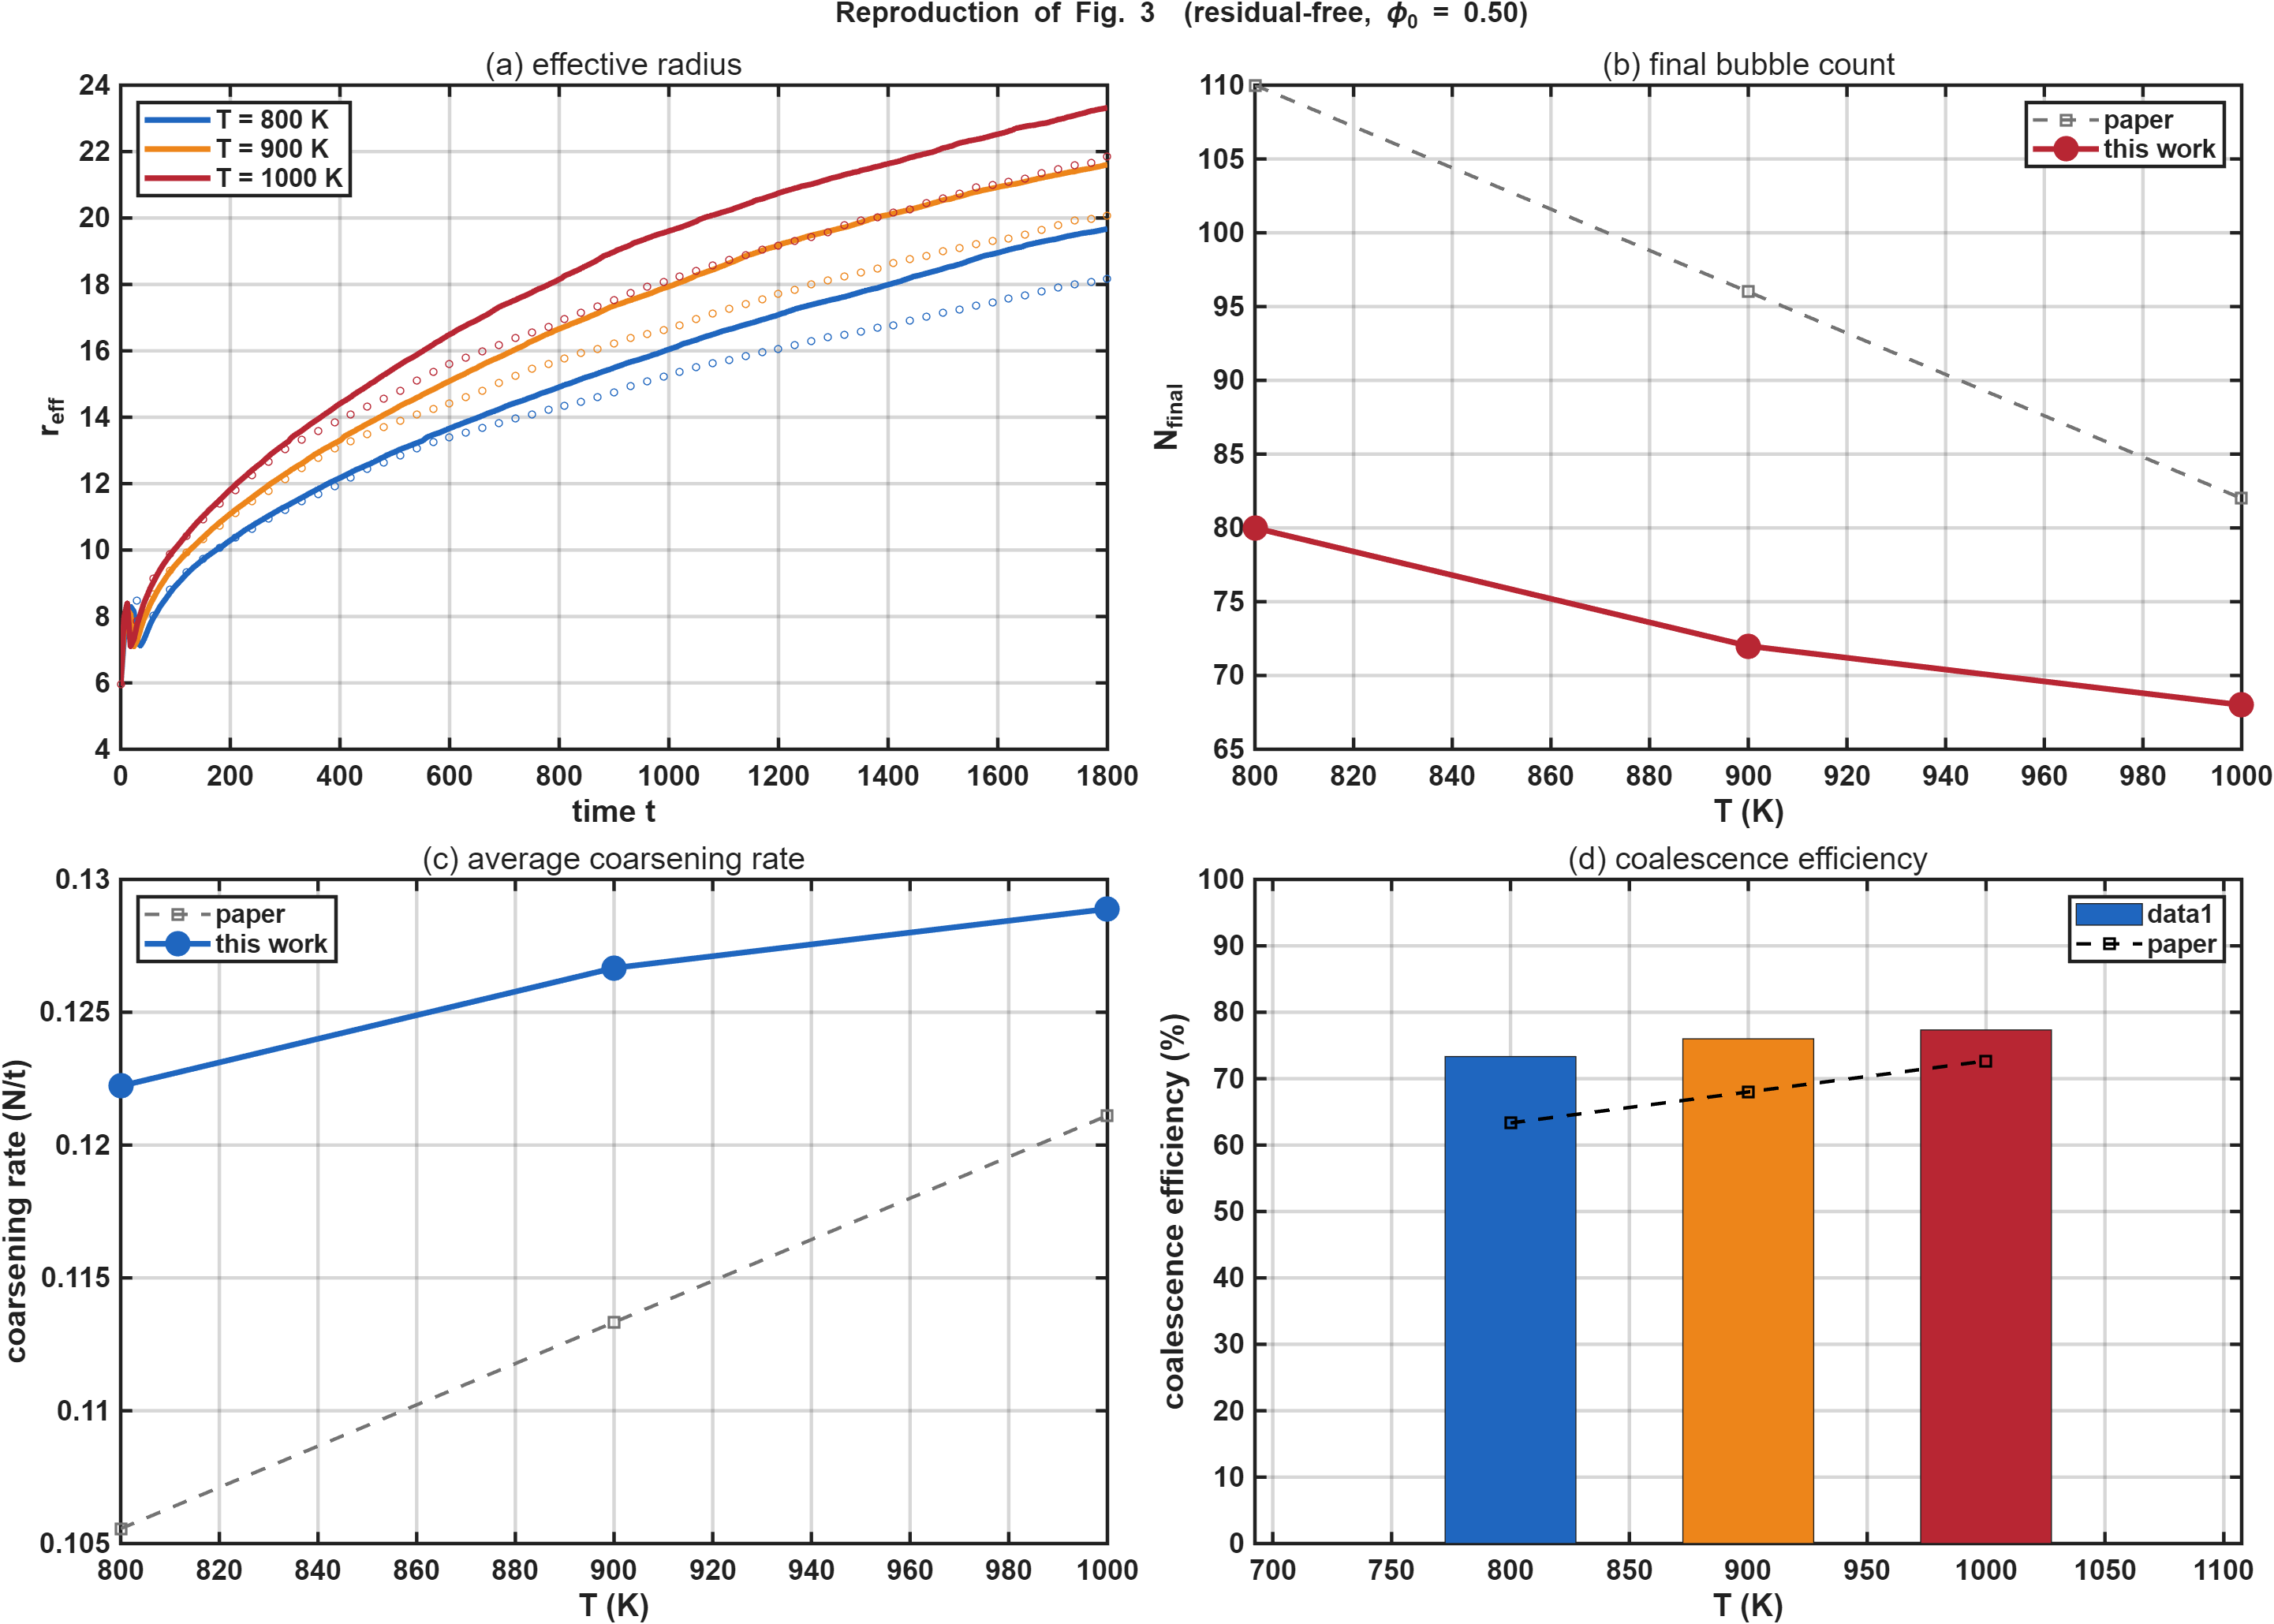 Reproduction of Fig. 3 (residual-free, ϕ₀ = 0.50)
(a) effective radius
24
22
20
18
16
14
12
10
8
6
4
r_eff
T = 800 K
T = 900 K
T = 1000 K
0 200 400 600 800 1000 1200 1400 1600 1800
time t
(b) final bubble count
110
105
100
95
90
85
80
75
70
65
N_final
paper
this work
800 820 840 860 880 900 920 940 960 980 1000
T (K)
(c) average coarsening rate
0.13
0.125
0.12
0.115
0.11
0.105
coarsening rate (N/t)
paper
this work
800 820 840 860 880 900 920 940 960 980 1000
T (K)
(d) coalescence efficiency
100
90
80
70
60
50
40
30
20
10
0
coalescence efficiency (%)
data1
paper
700 750 800 850 900 950 1000 1050 1100
T (K)